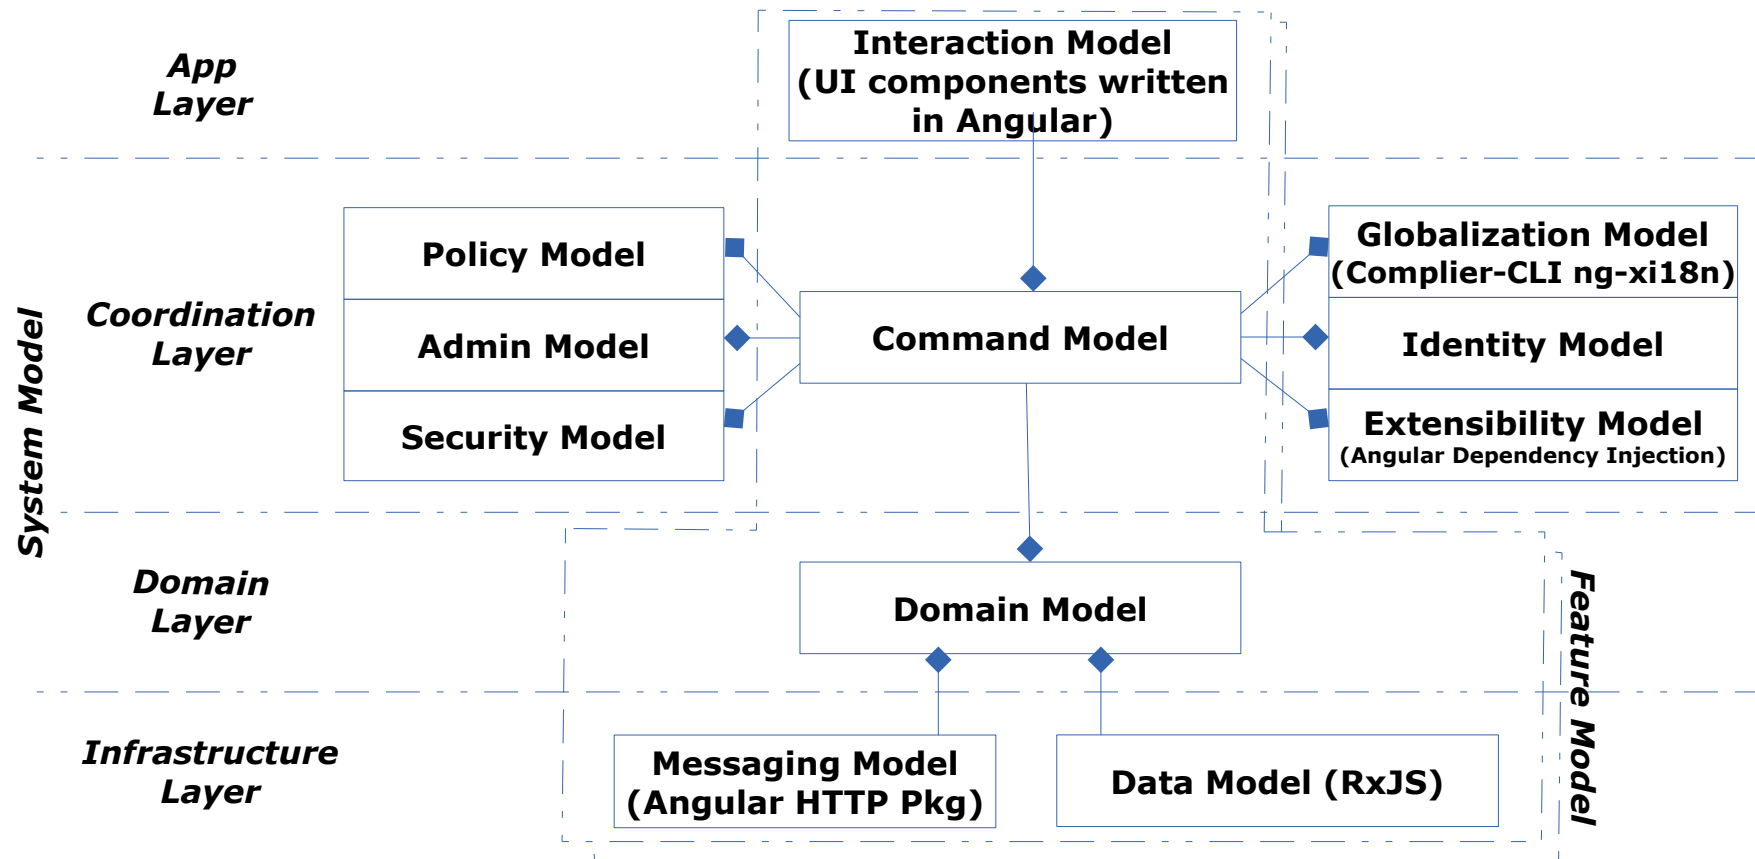 App
Layer
Interaction Model
(UI components written
in Angular)
System Model
Coordination
Layer
Policy Model
Admin Model
Security Model
Command Model
Globalization Model
(Complier-CLI ng-xi18n)
Identity Model
Extensibility Model
(Angular Dependency Injection)
Domain
Layer
Domain Model
Feature Model
Infrastructure
Layer
Messaging Model
(Angular HTTP Pkg)
Data Model (RxJS)